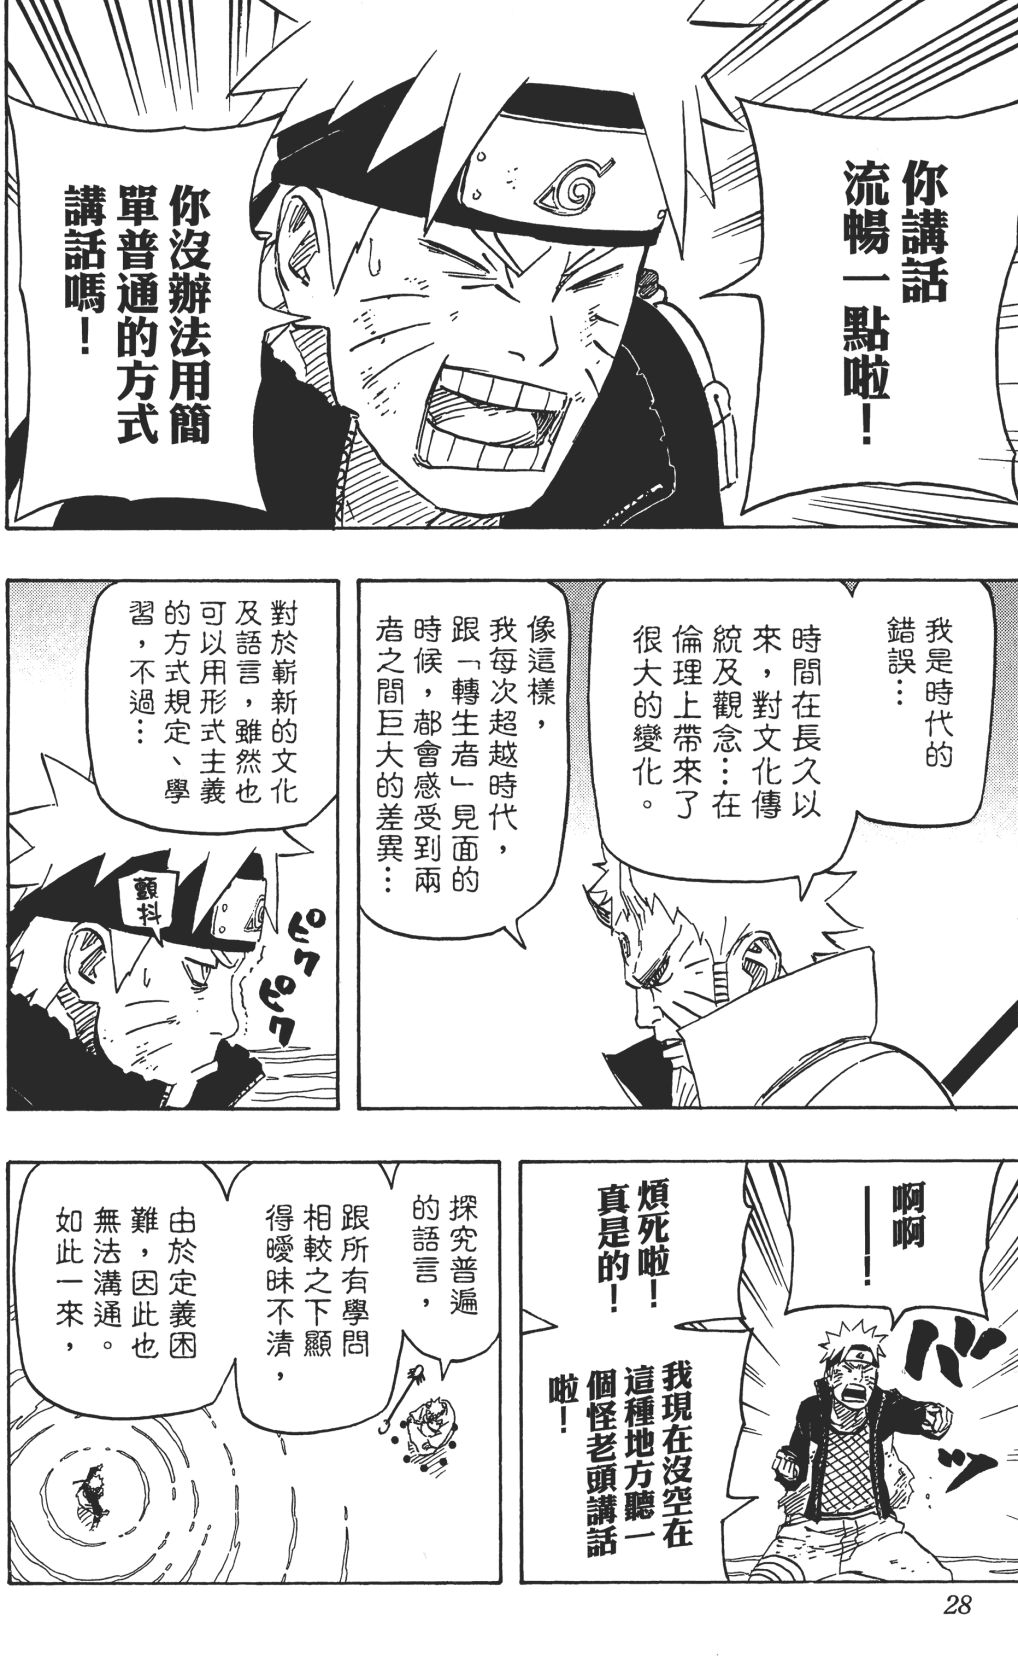 你講話
流暢一點啦！
你沒辦法用簡
單普通的方式
講話嗎！
我是時代的
錯誤…
時間在長久以
來，對文化傳
統及觀念…在
倫理上帶來了
很大的變化。
像這樣，
我每次超越時代，
跟「轉生者」見面的
時候，都會感受到兩
者之間巨大的差異…
對於嶄新的文化
及語言，雖然也
可以用形式主義
的方式規定、學
習，不過…
顫
抖
ピク
ピク
啊啊
——！
バッ
煩死啦！
真是的！
我現在沒空在
這種地方聽一
個怪老頭講話
啦！
探究普遍
的語言，
跟所有學問
相較之下顯
得曖昧不清，
由於定義困
難，因此也
無法溝通。
如此一來，
28